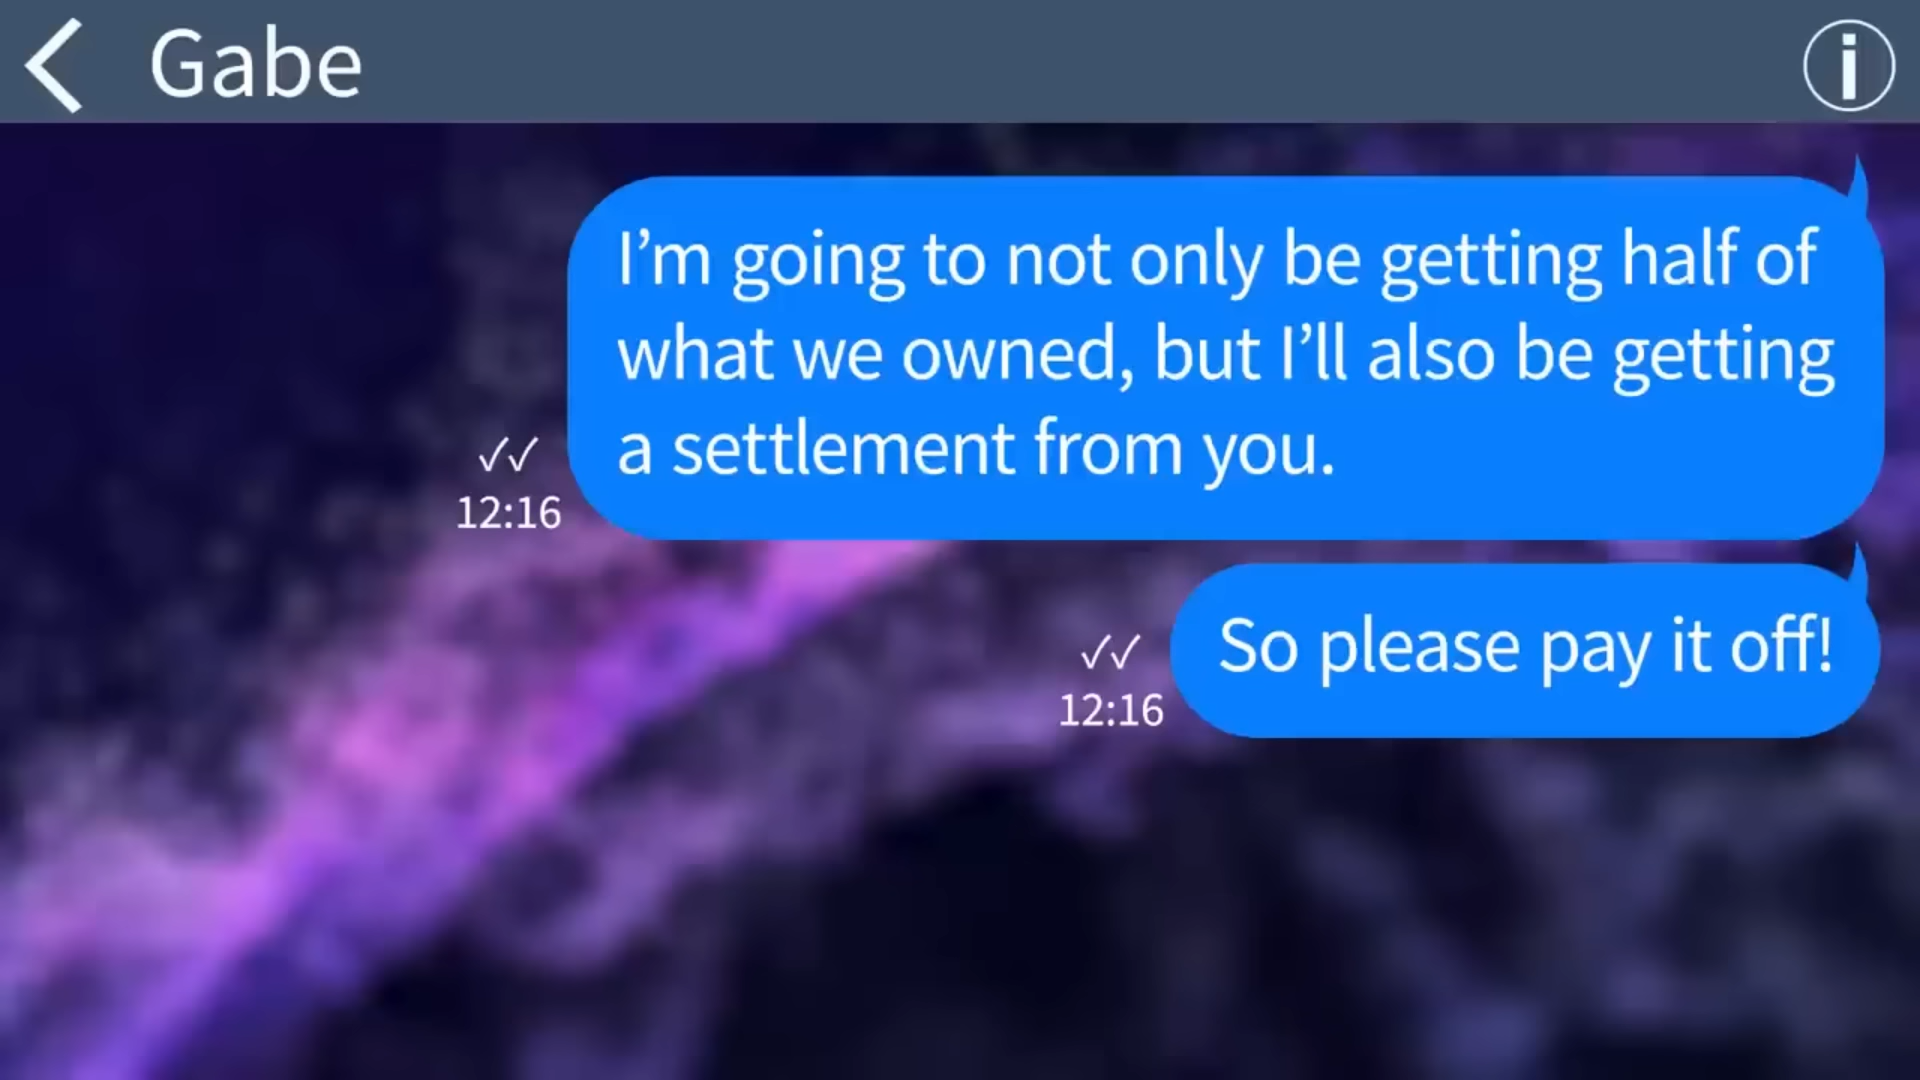 Gabe
I’m going to not only be getting half of
what we owned, but I’ll also be getting
a settlement from you.
✓✓
12:16
So please pay it off!
✓✓
12:16